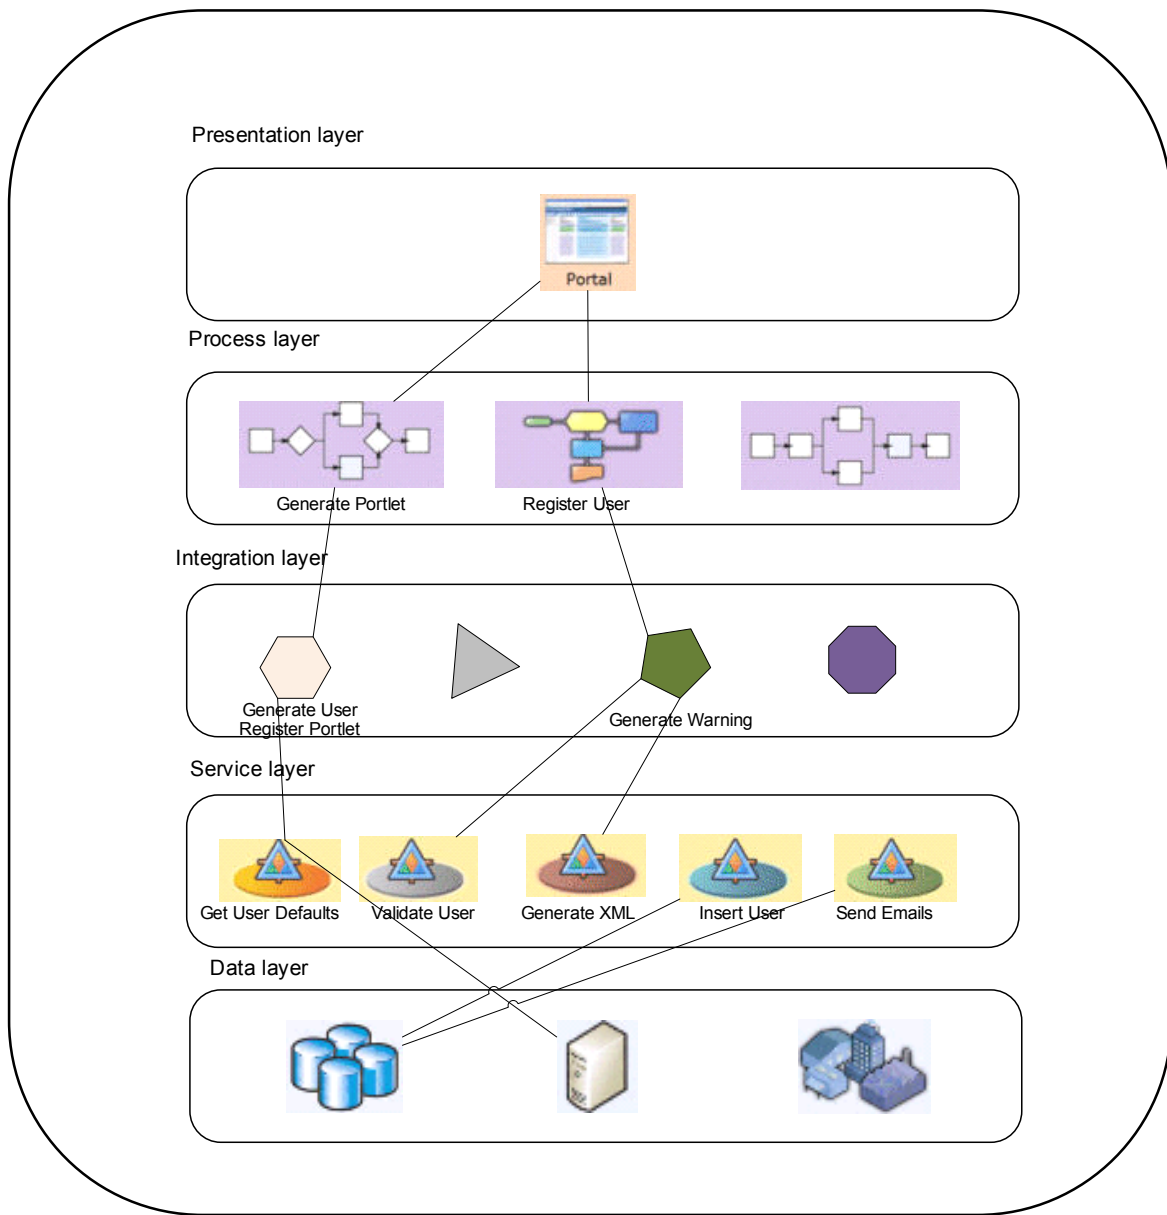 Presentation layer
Portal
Process layer
Generate Portlet
Register User
Integration layer
Generate User
Register Portlet
Generate Warning
Service layer
Get User Defaults
Validate User
Generate XML
Insert User
Send Emails
Data layer